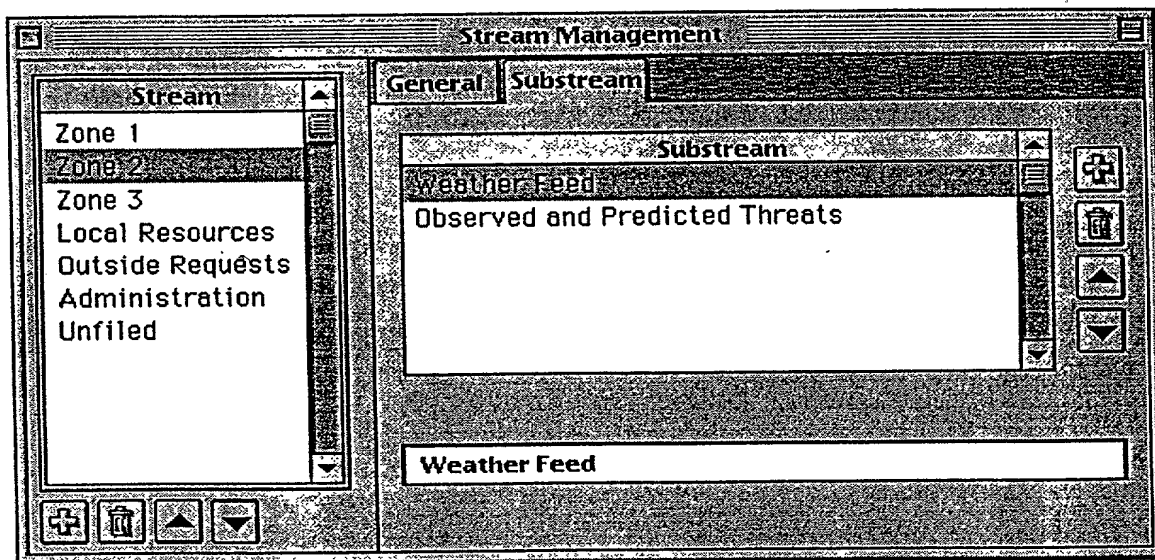 Stream Management
Stream
Zone 1
Zone 2
Zone 3
Local Resources
Outside Requests
Administration
Unfiled
General
Substream
Substream
Weather Feed
Observed and Predicted Threats
Weather Feed